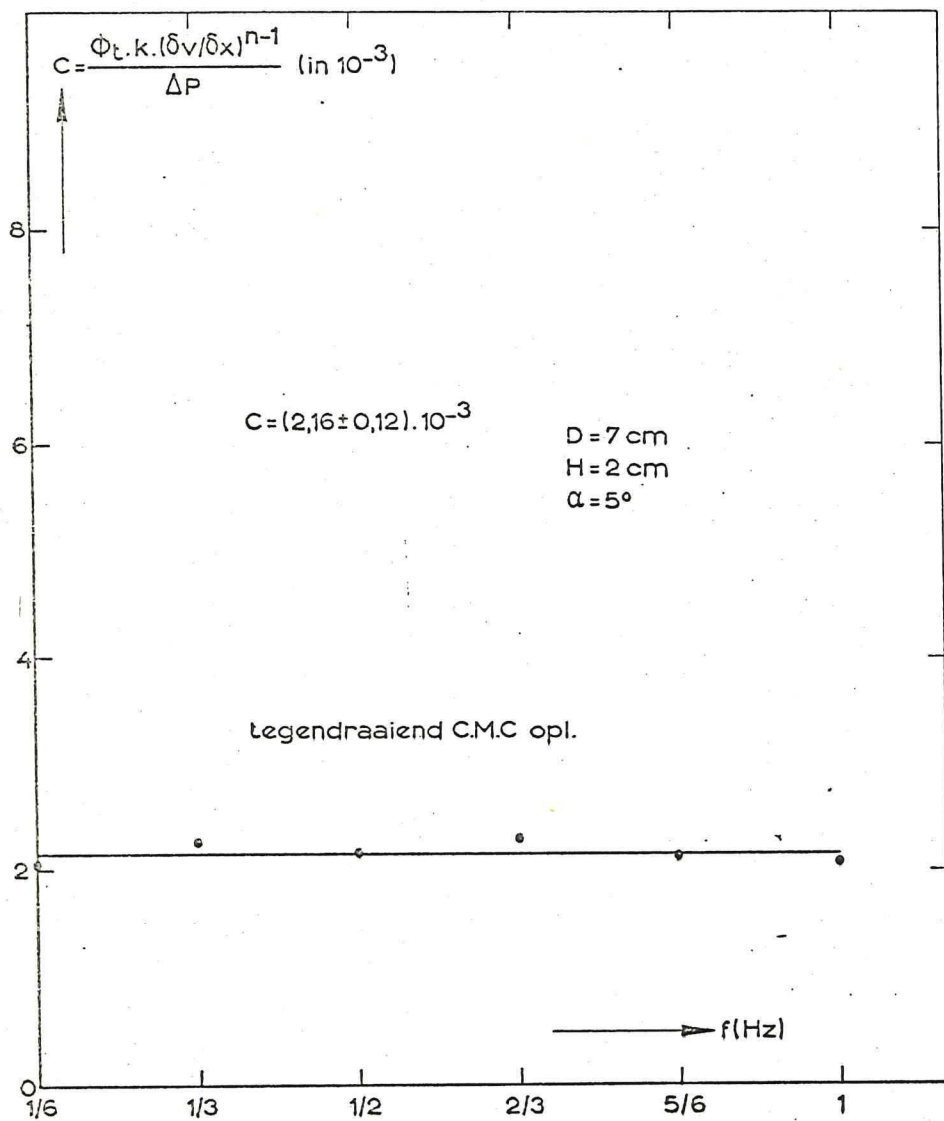 C = Φt.k.(δv/δx)ⁿ⁻¹ / ΔP (in 10⁻³)
8
C=(2,16±0,12).10⁻³
D = 7 cm
6
H = 2 cm
α = 5°
4
tegendraaiend C.M.C opl.
2
f(Hz)
0
1/6 1/3 1/2 2/3 5/6 1